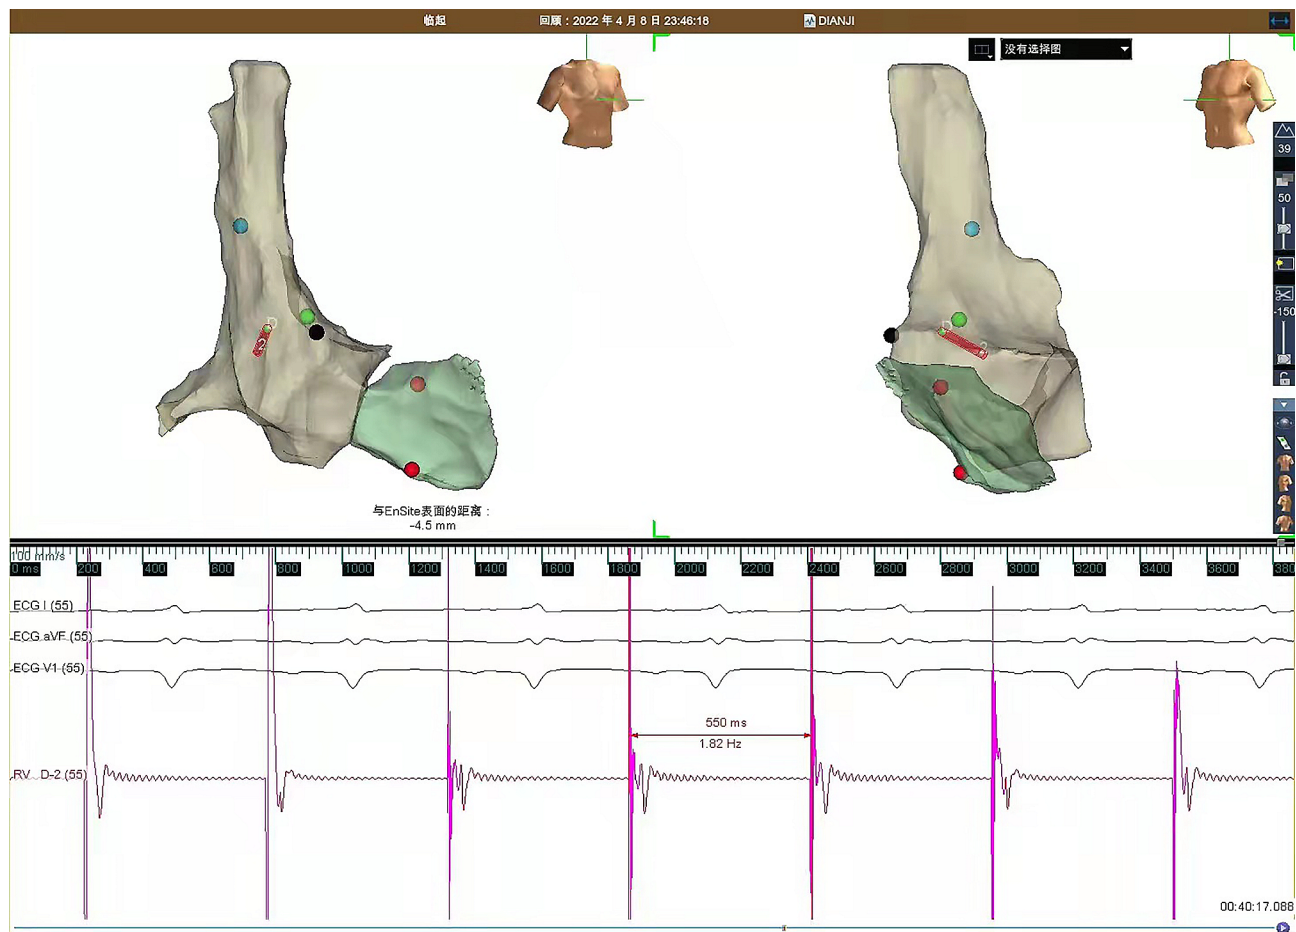 临起
回顾：2022 年 4 月 8 日 23:46:18
DIANJI
没有选择图
39
50
-150
D
2
D
2
与EnSite表面的距离：
-4.5 mm
100 mm/s
0 ms 200 400 600 800 1000 1200 1400 1600 1800 2000 2200 2400 2600 2800 3000 3200 3400 3600 380
ECG I (55)
ECG aVF (55)
ECG V1 (55)
550 ms
1.82 Hz
RV D-2 (55)
00:40:17.088